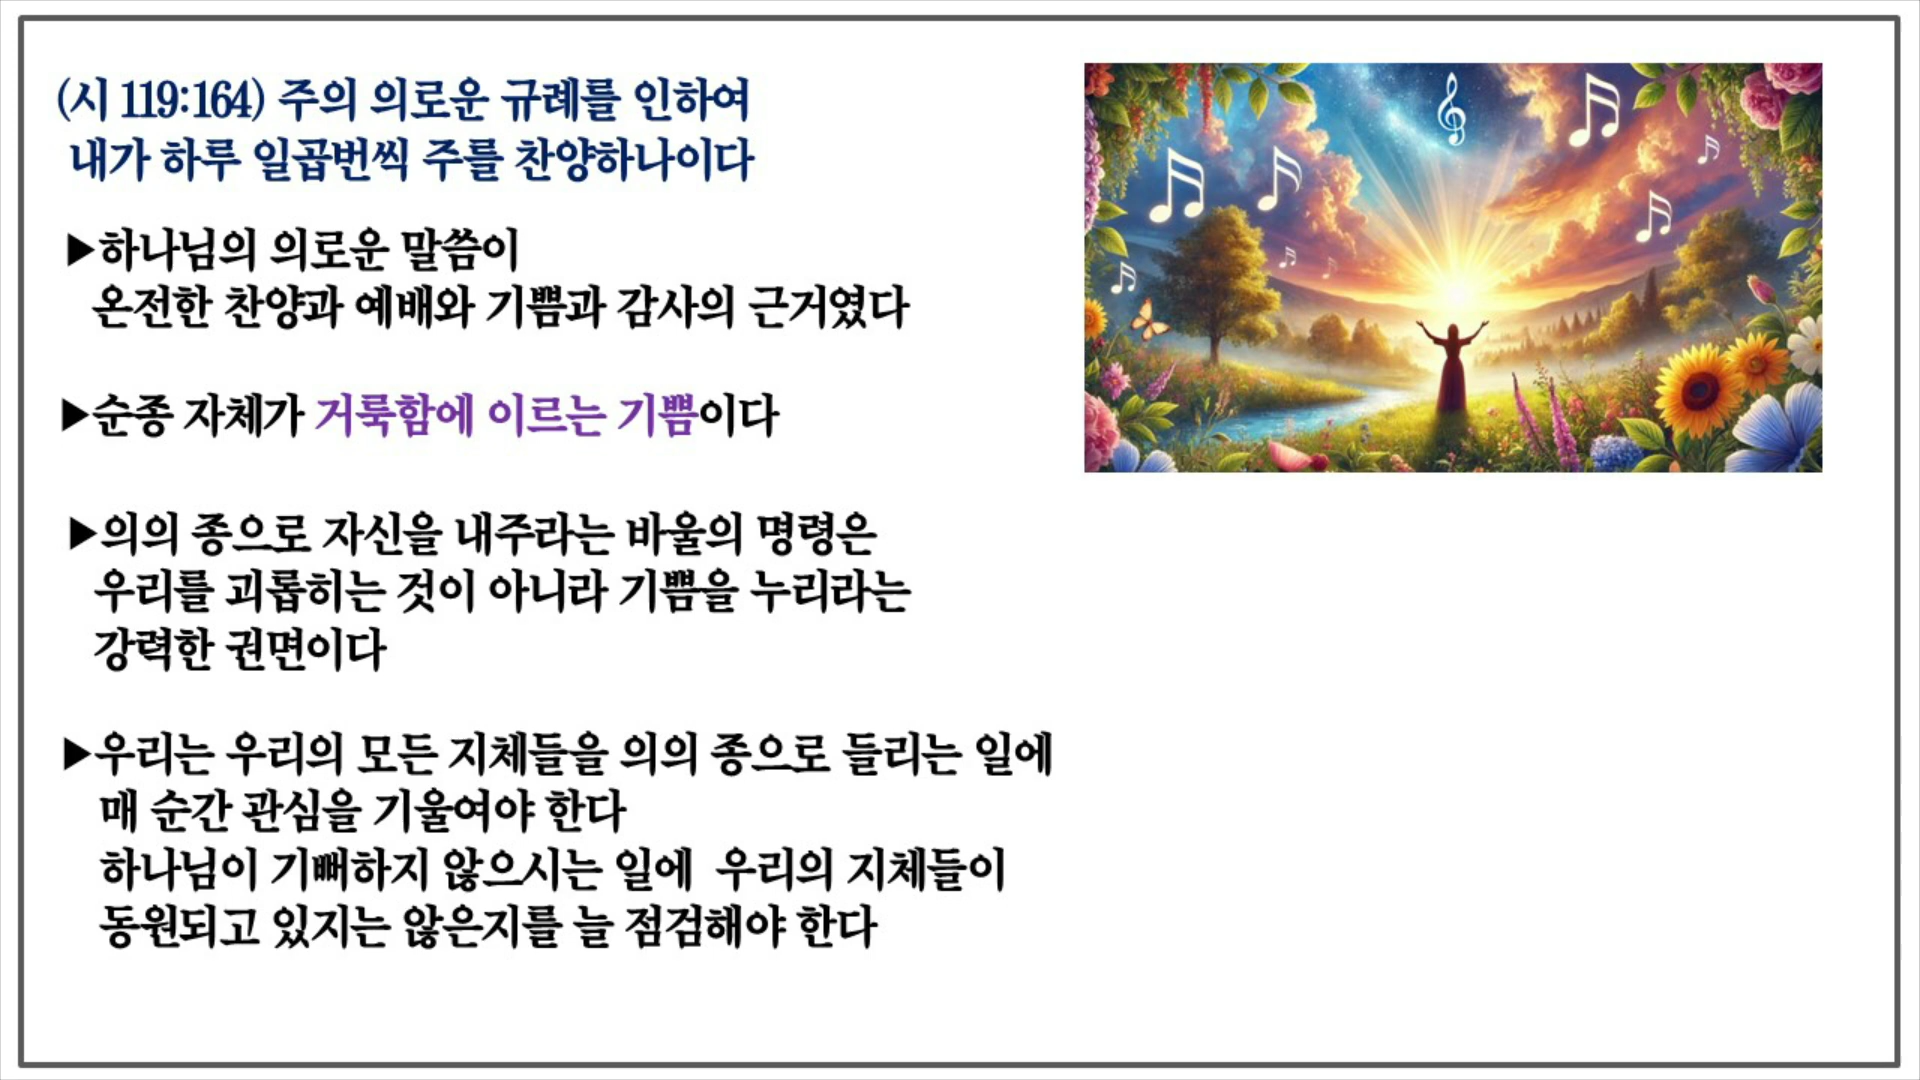 (시 119:164) 주의 의로운 규례를 인하여
내가 하루 일곱번씩 주를 찬양하나이다
▶하나님의 의로운 말씀이
온전한 찬양과 예배와 기쁨과 감사의 근거였다
▶순종 자체가 거룩함에 이르는 기쁨이다
▶의의 종으로 자신을 내주라는 바울의 명령은
우리를 괴롭히는 것이 아니라 기쁨을 누리라는
강력한 권면이다
▶우리는 우리의 모든 지체들을 의의 종으로 들리는 일에
매 순간 관심을 기울여야 한다
하나님이 기뻐하지 않으시는 일에 우리의 지체들이
동원되고 있지는 않은지를 늘 점검해야 한다